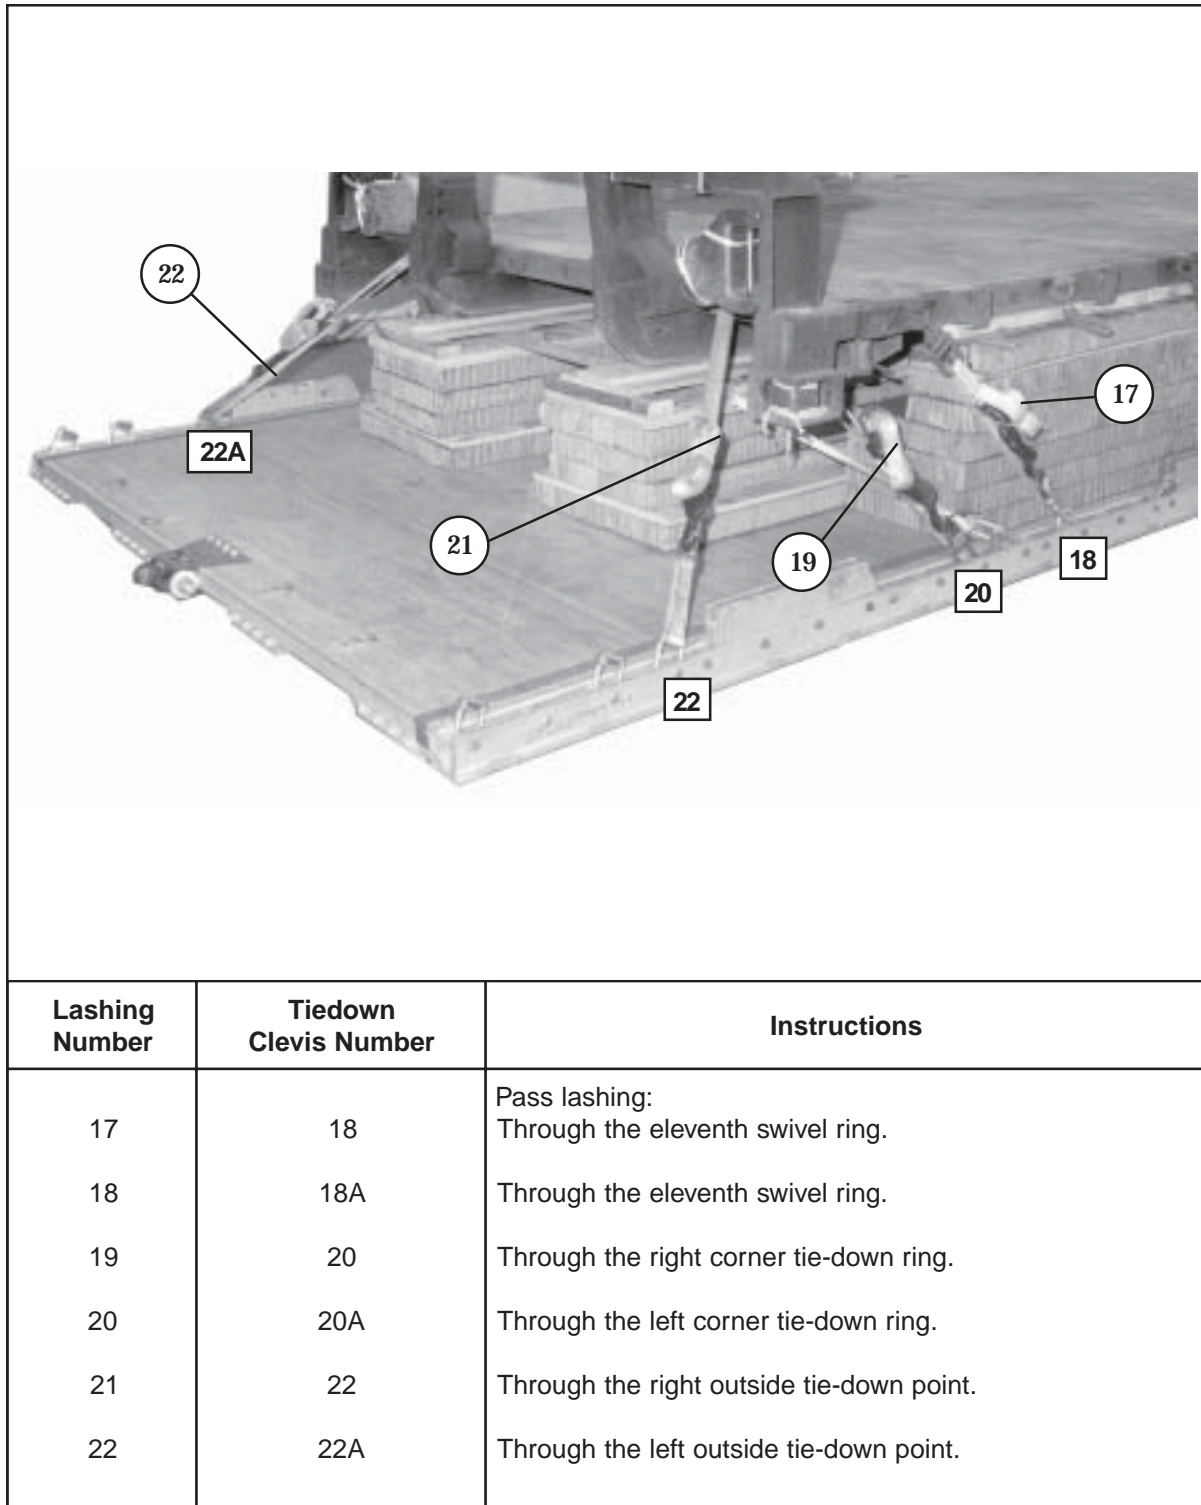 22
22A
17
21
19
18
20
22
Lashing Number
Tiedown Clevis Number
Instructions
Pass lashing:
17 18 Through the eleventh swivel ring.
18 18A Through the eleventh swivel ring.
19 20 Through the right corner tie-down ring.
20 20A Through the left corner tie-down ring.
21 22 Through the right outside tie-down point.
22 22A Through the left outside tie-down point.